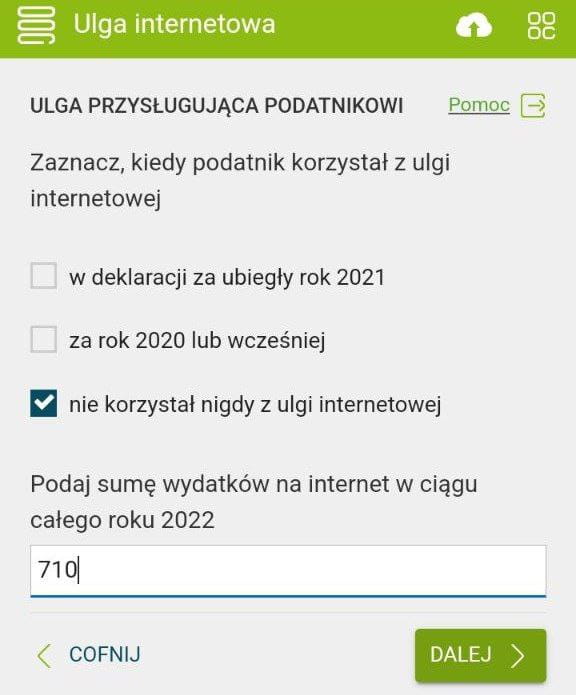 Ulga internetowa
ULGA PRZYSŁUGUJĄCA PODATNIKOWI
Pomoc
Zaznacz, kiedy podatnik korzystał z ulgi
internetowej
w deklaracji za ubiegły rok 2021
za rok 2020 lub wcześniej
nie korzystał nigdy z ulgi internetowej
Podaj sumę wydatków na internet w ciągu
całego roku 2022
710
COFNIJ
DALEJ